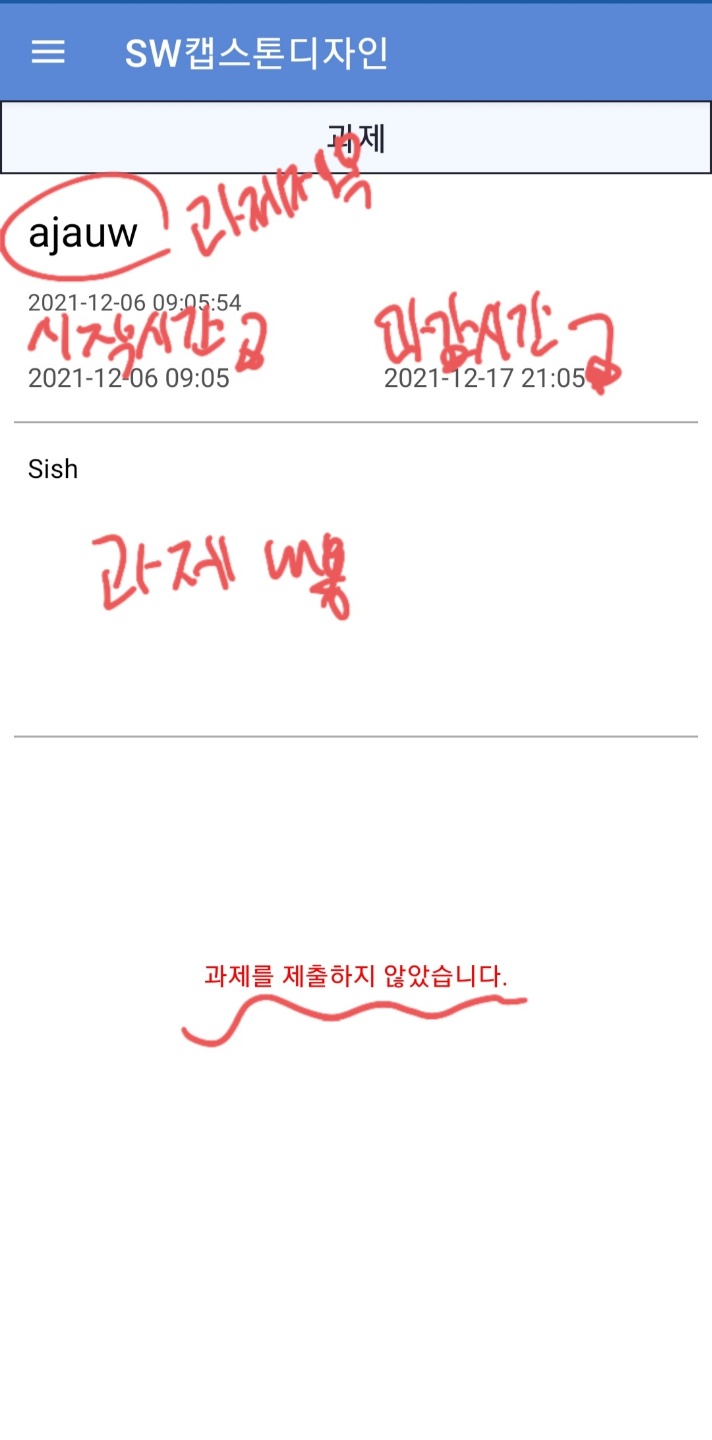 SW캡스톤디자인
과제
ajauw
과제제목
2021-12-06 09:05:54
시작시간
마감시간
2021-12-06 09:05
2021-12-17 21:05
Sish
과제 내용
과제를 제출하지 않았습니다.